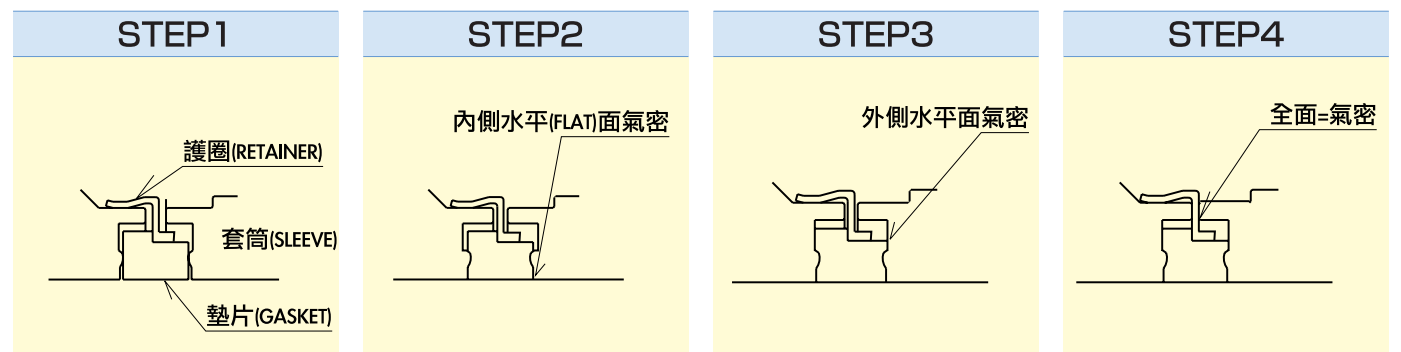 STEP1
護圈(RETAINER)
套筒(SLEEVE)
墊片(GASKET)
STEP2
內側水平(FLAT)面氣密
STEP3
外側水平面氣密
STEP4
全面=氣密